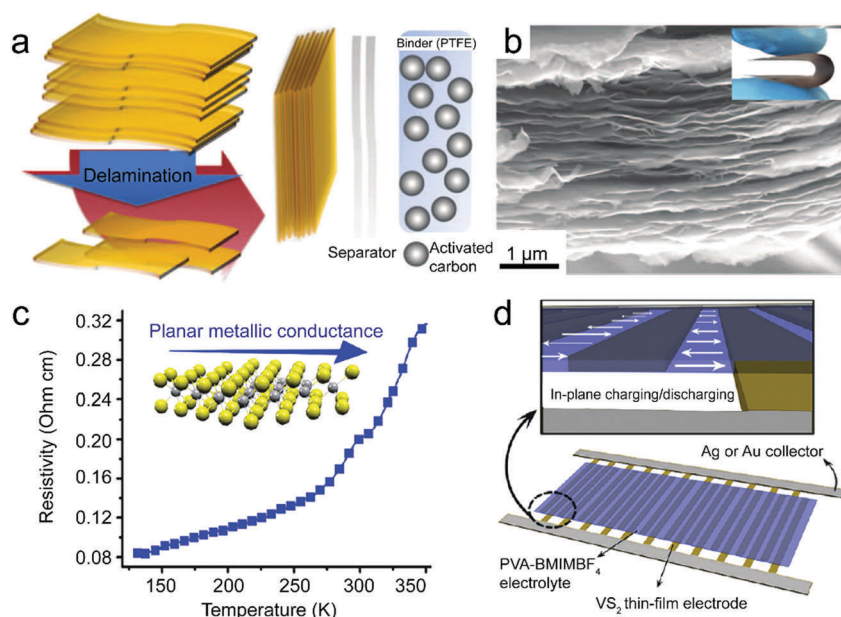 a
Delamination
Separator
Binder (PTFE)
Activated
carbon
b
1 μm
c
Planar metallic conductance
Resistivity (Ohm cm)
0.32
0.28
0.24
0.20
0.16
0.12
0.08
150 200 250 300 350
Temperature (K)
d
In-plane charging/discharging
Ag or Au collector
PVA-BMIMBF₄
electrolyte
VS₂ thin-film electrode